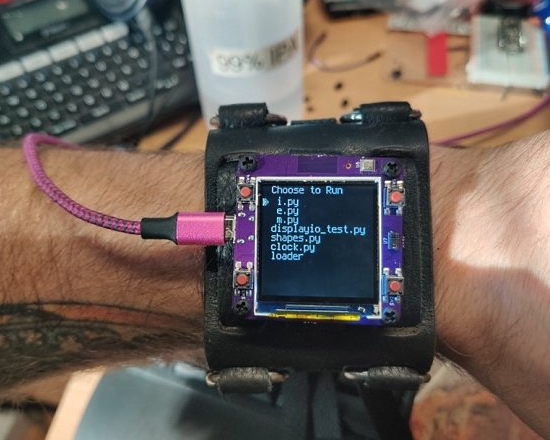 99% IPA
Choose to Run
i.py
e.py
m.py
displayio_test.py
shapes.py
clock.py
loader